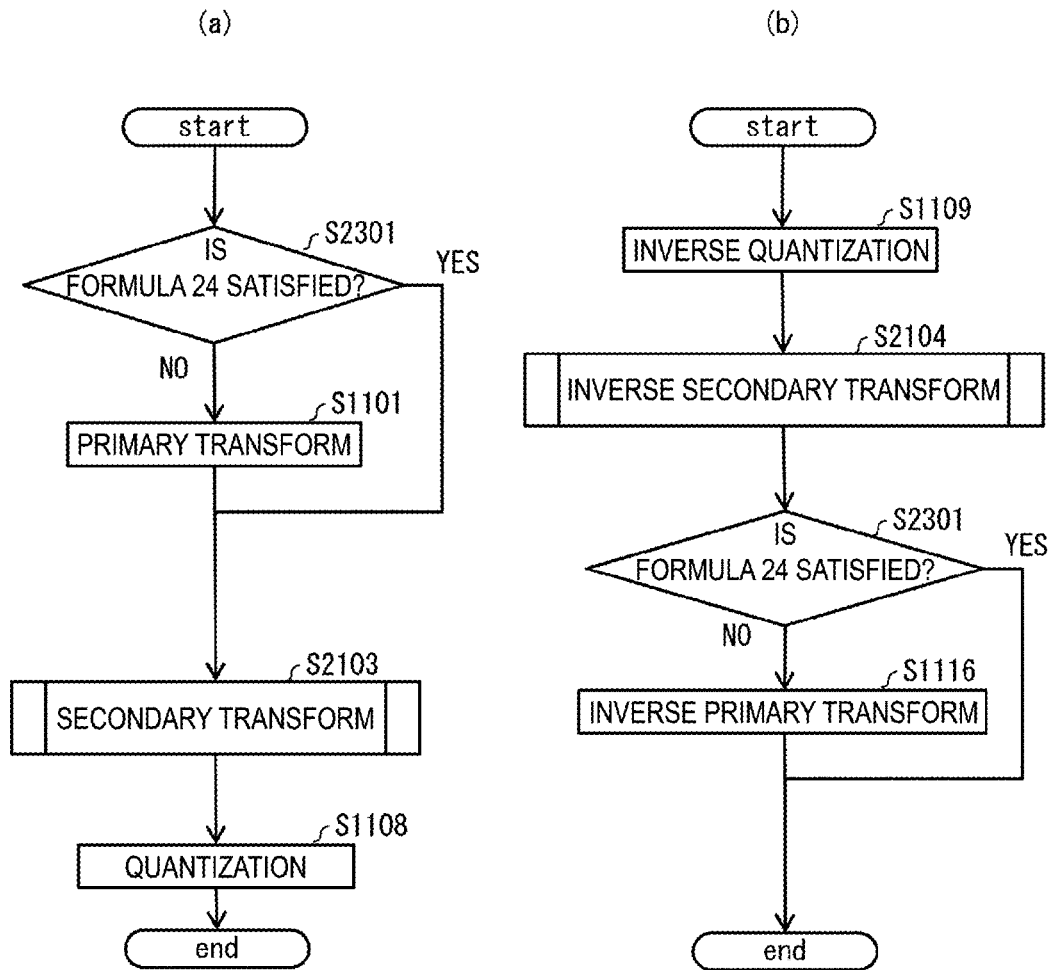 (a)
start
S2301
IS
FORMULA 24 SATISFIED?
YES
NO
S1101
PRIMARY TRANSFORM
S2103
SECONDARY TRANSFORM
S1108
QUANTIZATION
end
(b)
start
S1109
INVERSE QUANTIZATION
S2104
INVERSE SECONDARY TRANSFORM
S2301
IS
FORMULA 24 SATISFIED?
YES
NO
S1116
INVERSE PRIMARY TRANSFORM
end